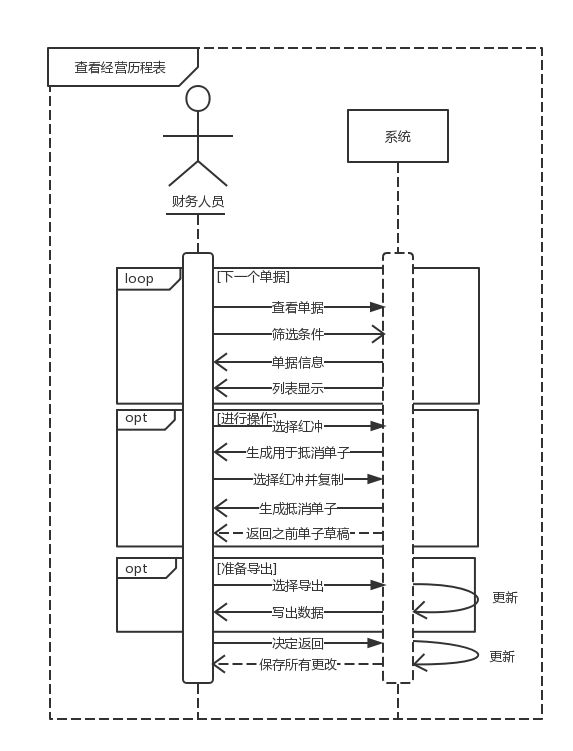 查看经营历程表
系统
财务人员
loop
[下一个单据]
查看单据
筛选条件
单据信息
列表显示
opt
[进行操作]
选择红冲
生成用于抵消单子
选择红冲并复制
生成抵消单子
返回之前单子草稿
opt
[准备导出]
选择导出
更新
写出数据
决定返回
更新
保存所有更改